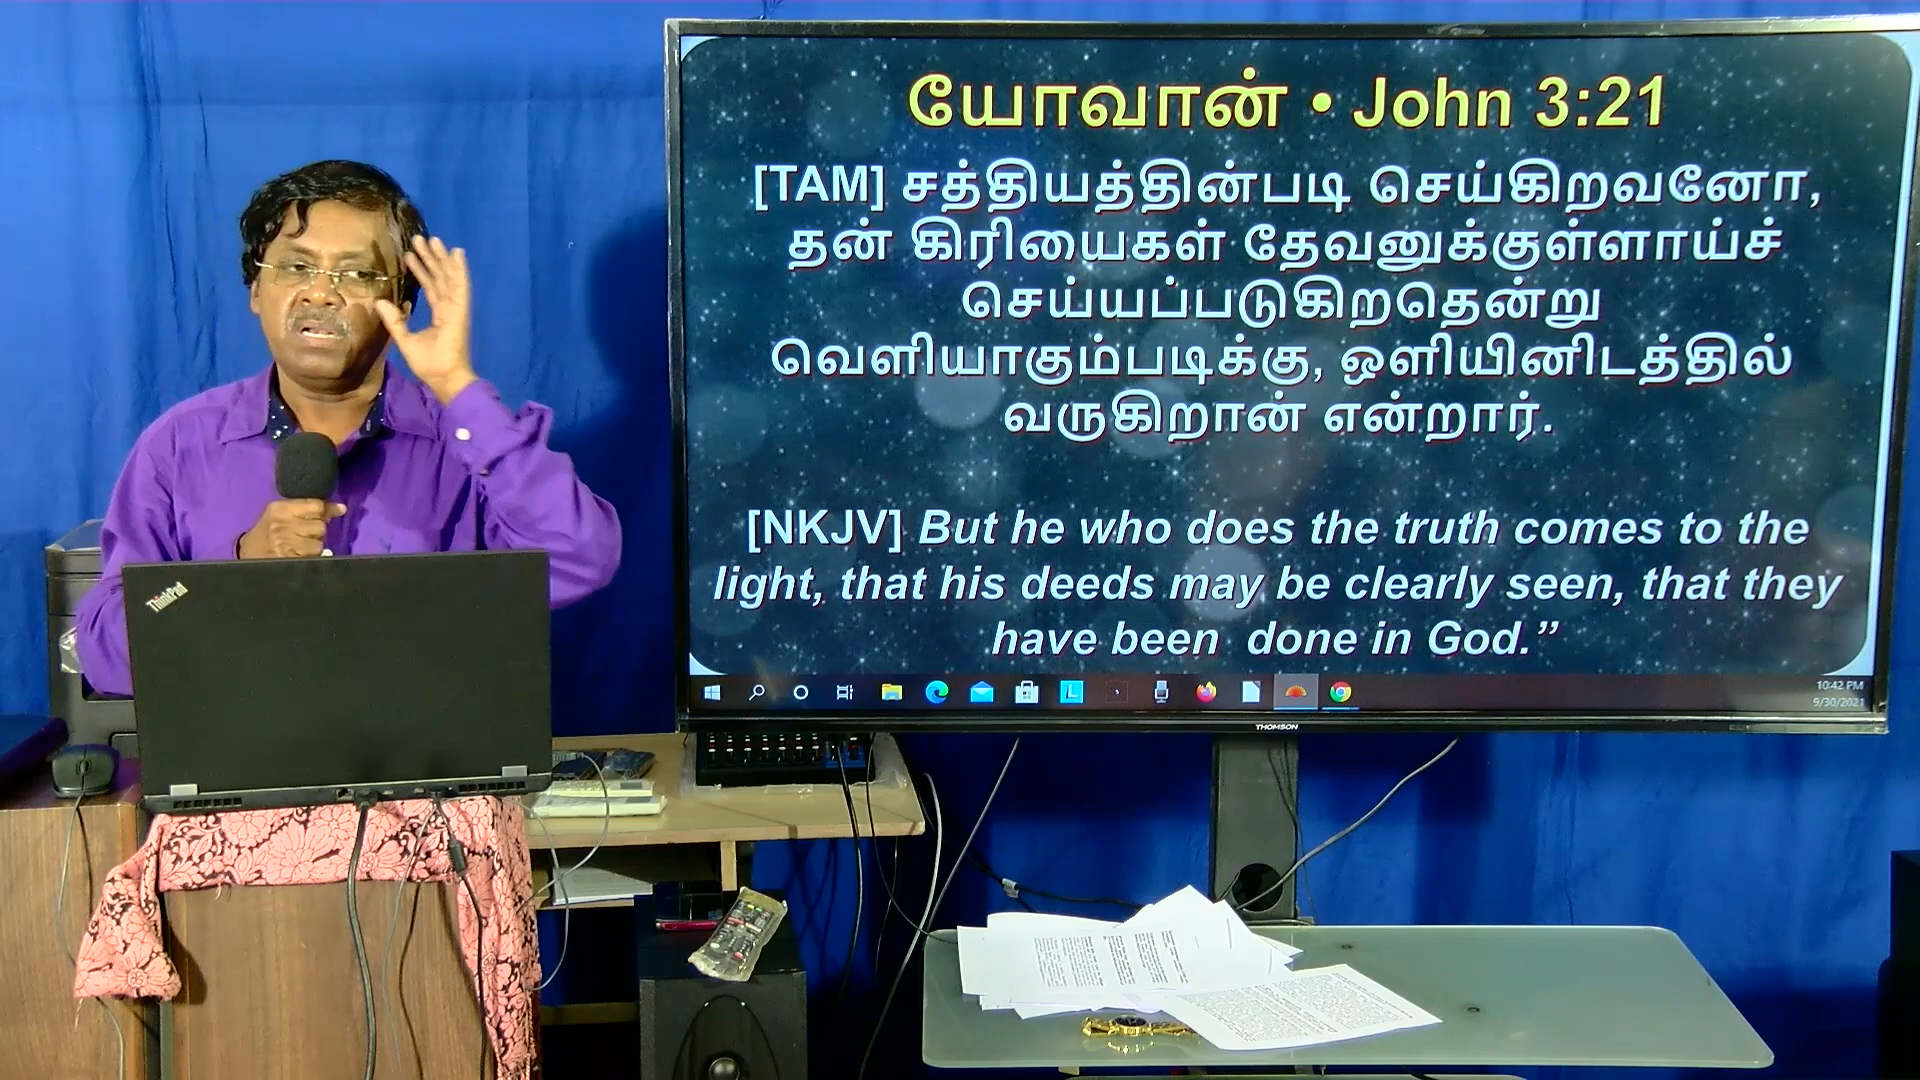 யோவான் • John 3:21
[TAM] சத்தியத்தின்படி செய்கிறவனோ,
தன் கிரியைகள் தேவனுக்குள்ளாய்ச்
செய்யப்படுகிறதென்று
வெளியாகும்படிக்கு, ஒளியினிடத்தில்
வருகிறான் என்றார்.
[NKJV] But he who does the truth comes to the
light, that his deeds may be clearly seen, that they
have been done in God.”
10:42 PM
9/30/2021
THOMSON
ThinkPad